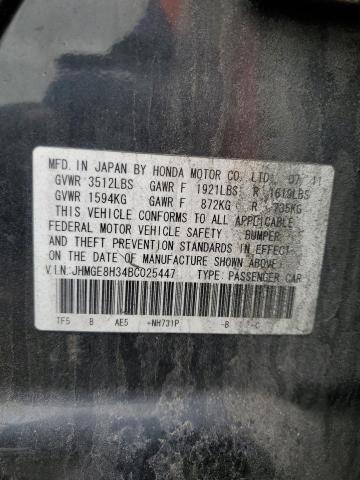 MFD. IN JAPAN BY HONDA MOTOR CO. LTD. 07 11
GVWR 3512LBS GAWR F 1921LBS R 1619LBS
GVWR 1594KG GAWR F 872KG R 735KG
THIS VEHICLE CONFORMS TO ALL APPLICABLE
FEDERAL MOTOR VEHICLE SAFETY BUMPER
AND THEFT PREVENTION STANDARDS IN EFFECT
ON THE DATE OF MANUFACTURE SHOWN ABOVE.
V.I.N: JHMGE8H34BC025447 TYPE: PASSENGER CAR
TF5 B AE5 -NH731P -B -C